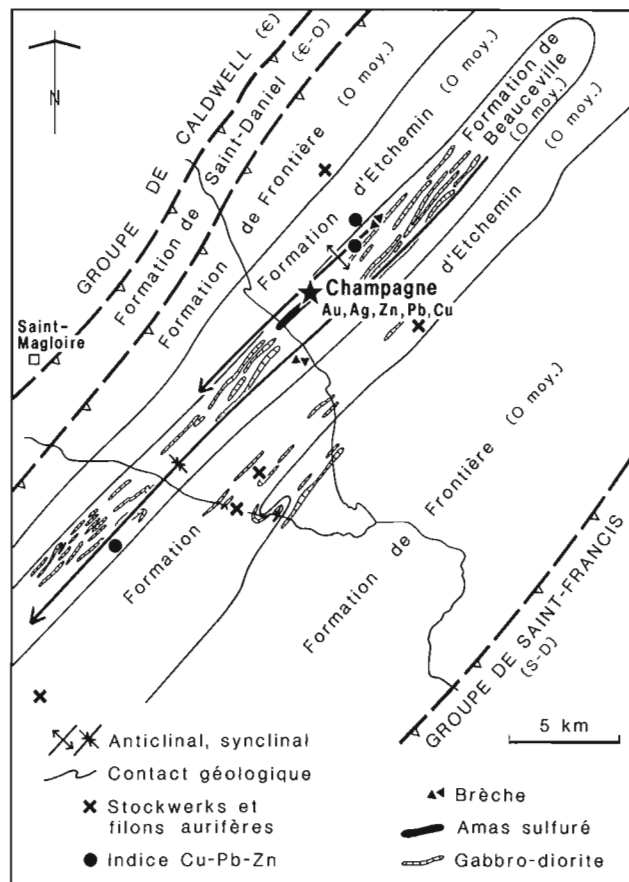 N
GROUPE DE CALDWELL (Є)
Formation de Saint-Daniel (Є-O)
Formation de Frontière (O moy.)
Formation d'Etchemin (O moy.)
Formation de
Beauceville
(O moy.)
d'Etchemin (O moy.)
Champagne
Au, Ag, Zn, Pb, Cu
Saint-
Magloire
Formation
Formation de Frontière (O moy.)
GROUPE DE SAINT-FRANCIS
(S-D)
5 km
Anticlinal, synclinal
Contact géologique
Stockwerks et
filons aurifères
Indice Cu-Pb-Zn
Brèche
Amas sulfuré
Gabbro-diorite